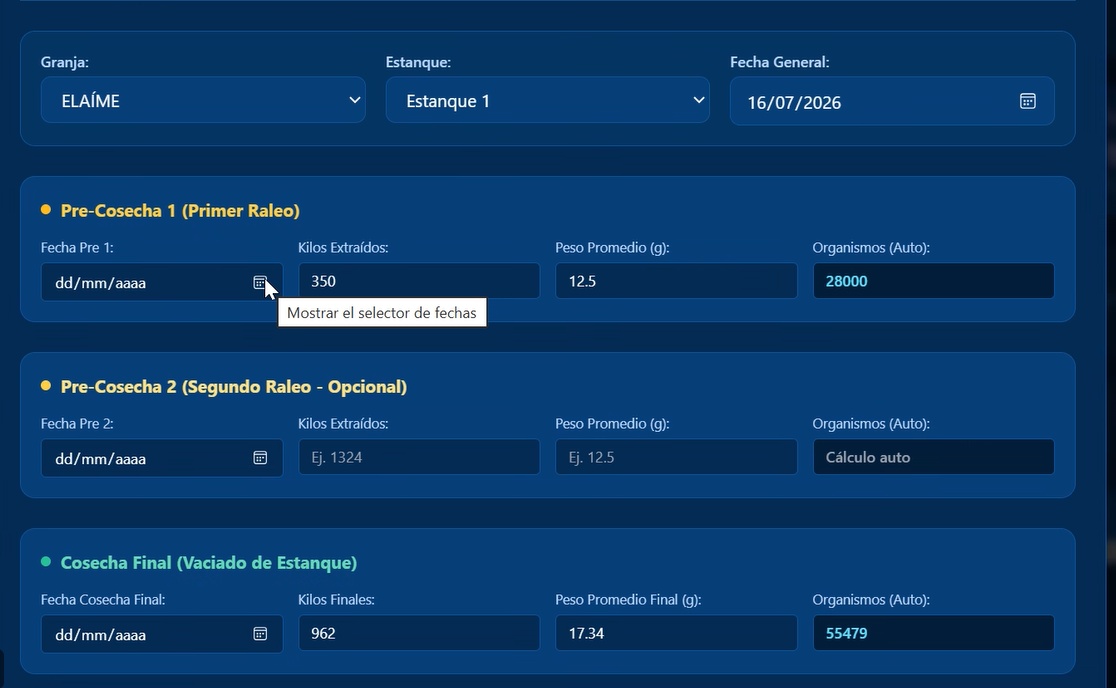 Granja: Estanque: Fecha General:
ELAÍME Estanque 1 16/07/2026
Pre-Cosecha 1 (Primer Raleo)
Fecha Pre 1: Kilos Extraídos: Peso Promedio (g): Organismos (Auto):
dd/mm/aaaa 350 12.5 28000
Mostrar el selector de fechas
Pre-Cosecha 2 (Segundo Raleo - Opcional)
Fecha Pre 2: Kilos Extraídos: Peso Promedio (g): Organismos (Auto):
dd/mm/aaaa Ej. 1324 Ej. 12.5 Cálculo auto
Cosecha Final (Vaciado de Estanque)
Fecha Cosecha Final: Kilos Finales: Peso Promedio Final (g): Organismos (Auto):
dd/mm/aaaa 962 17.34 55479